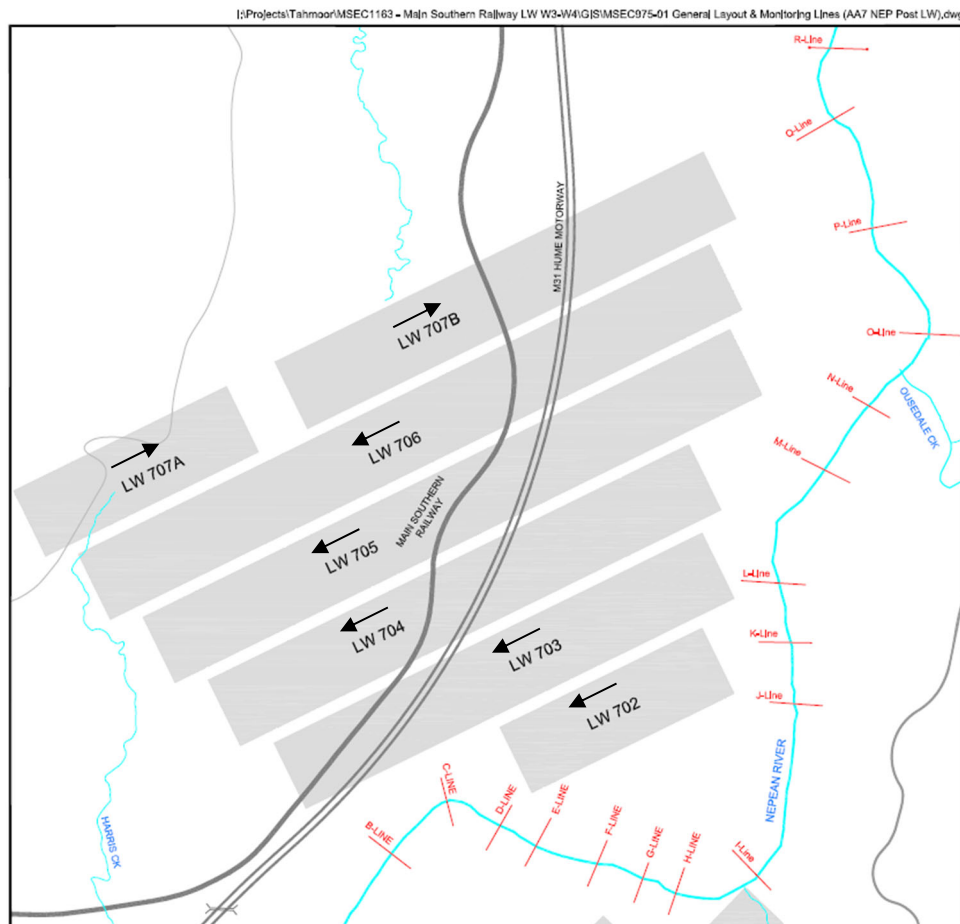 I:\Projects\Tahmoor\MSEC1163 - Main Southern Railway LW W3-W4\GIS\MSEC975-01 General Layout & Monitoring Lines (AA7 NEP Post LW).dwg
R-Line
Q-Line
P-Line
M31 HUME MOTORWAY
LW 707B
O-Line
N-Line
OUSEDALE CK
LW 706
M-Line
LW 707A
MAIN SOUTHERN
RAILWAY
LW 705
L-Line
LW 704
K-Line
LW 703
J-Line
LW 702
NEPEAN RIVER
C-LINE
D-LINE
E-LINE
B-LINE
F-LINE
G-LINE
H-LINE
I-Line
HARRIS CK